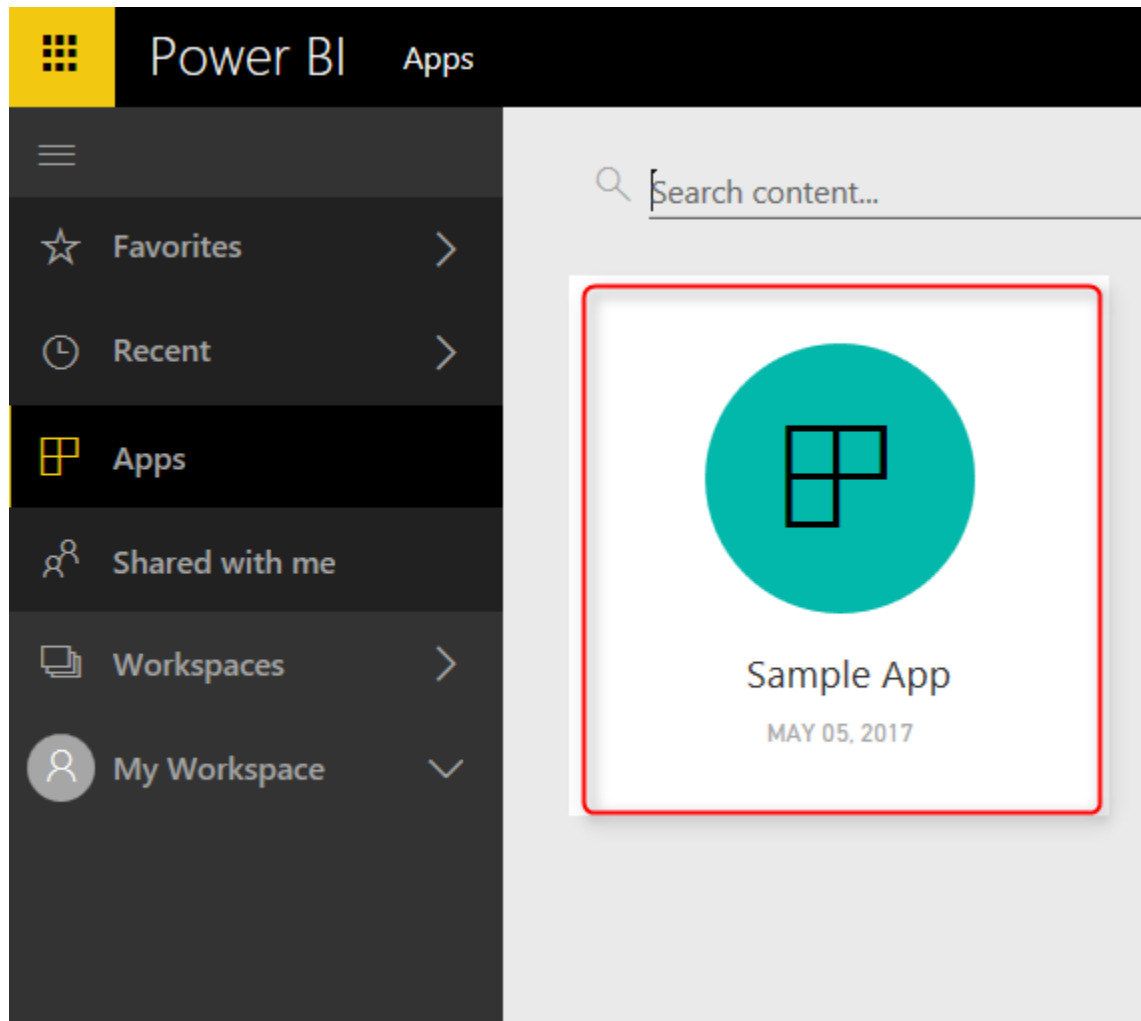 Power BI Apps
Search content...
Favorites
Recent
Apps
Shared with me
Workspaces
My Workspace
Sample App
MAY 05, 2017